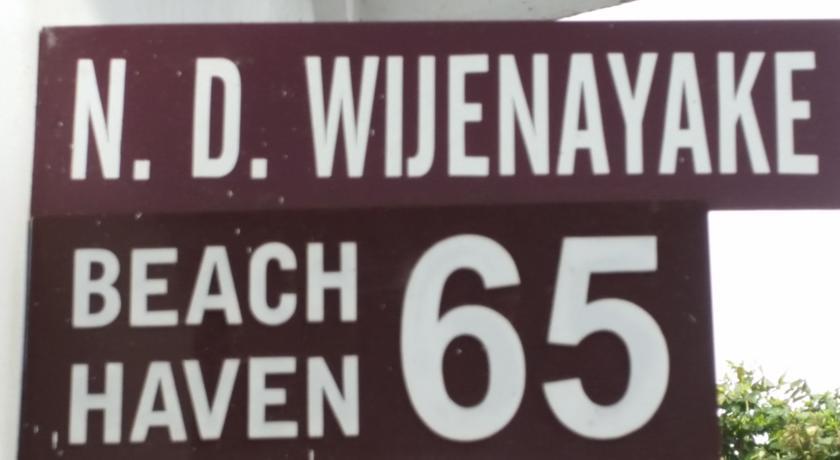 N. D. WIJENAYAKE
BEACH
HAVEN
65